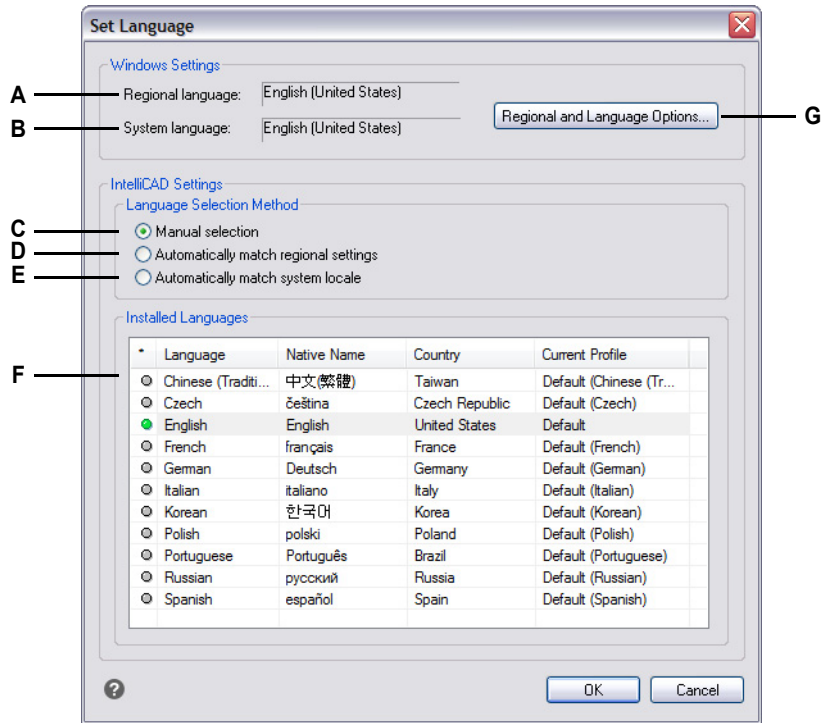 Set Language
Windows Settings
A Regional language: English (United States)
B System language: English (United States)
Regional and Language Options... G
IntelliCAD Settings
Language Selection Method
C Manual selection
D Automatically match regional settings
E Automatically match system locale
Installed Languages
F
* Language Native Name Country Current Profile
Chinese (Traditi... 中文(繁體) Taiwan Default (Chinese (Tr...
Czech čeština Czech Republic Default (Czech)
English English United States Default
French français France Default (French)
German Deutsch Germany Default (German)
Italian italiano Italy Default (Italian)
Korean 한국어 Korea Default (Korean)
Polish polski Poland Default (Polish)
Portuguese Português Brazil Default (Portuguese)
Russian русский Russia Default (Russian)
Spanish español Spain Default (Spanish)
? OK Cancel